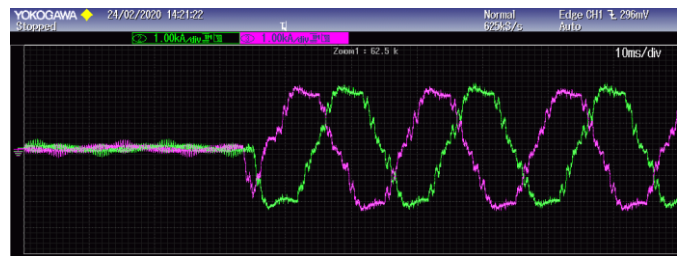 YOKOGAWA 24/02/2020 14:21:22 Normal Edge CH1 296mV
Stopped 625kS/s Auto
1.00kA/div 1.00kA/div
Zoom1 : 62.5 k
10ms/div